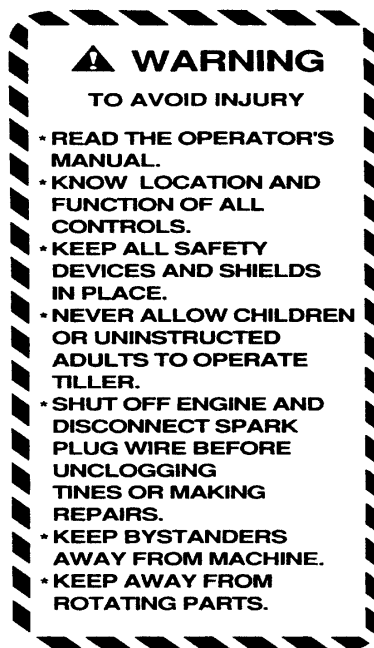 WARNING
TO AVOID INJURY
* READ THE OPERATOR'S
MANUAL.
* KNOW LOCATION AND
FUNCTION OF ALL
CONTROLS.
* KEEP ALL SAFETY
DEVICES AND SHIELDS
IN PLACE.
* NEVER ALLOW CHILDREN
OR UNINSTRUCTED
ADULTS TO OPERATE
TILLER.
* SHUT OFF ENGINE AND
DISCONNECT SPARK
PLUG WIRE BEFORE
UNCLOGGING
TINES OR MAKING
REPAIRS.
* KEEP BYSTANDERS
AWAY FROM MACHINE.
* KEEP AWAY FROM
ROTATING PARTS.